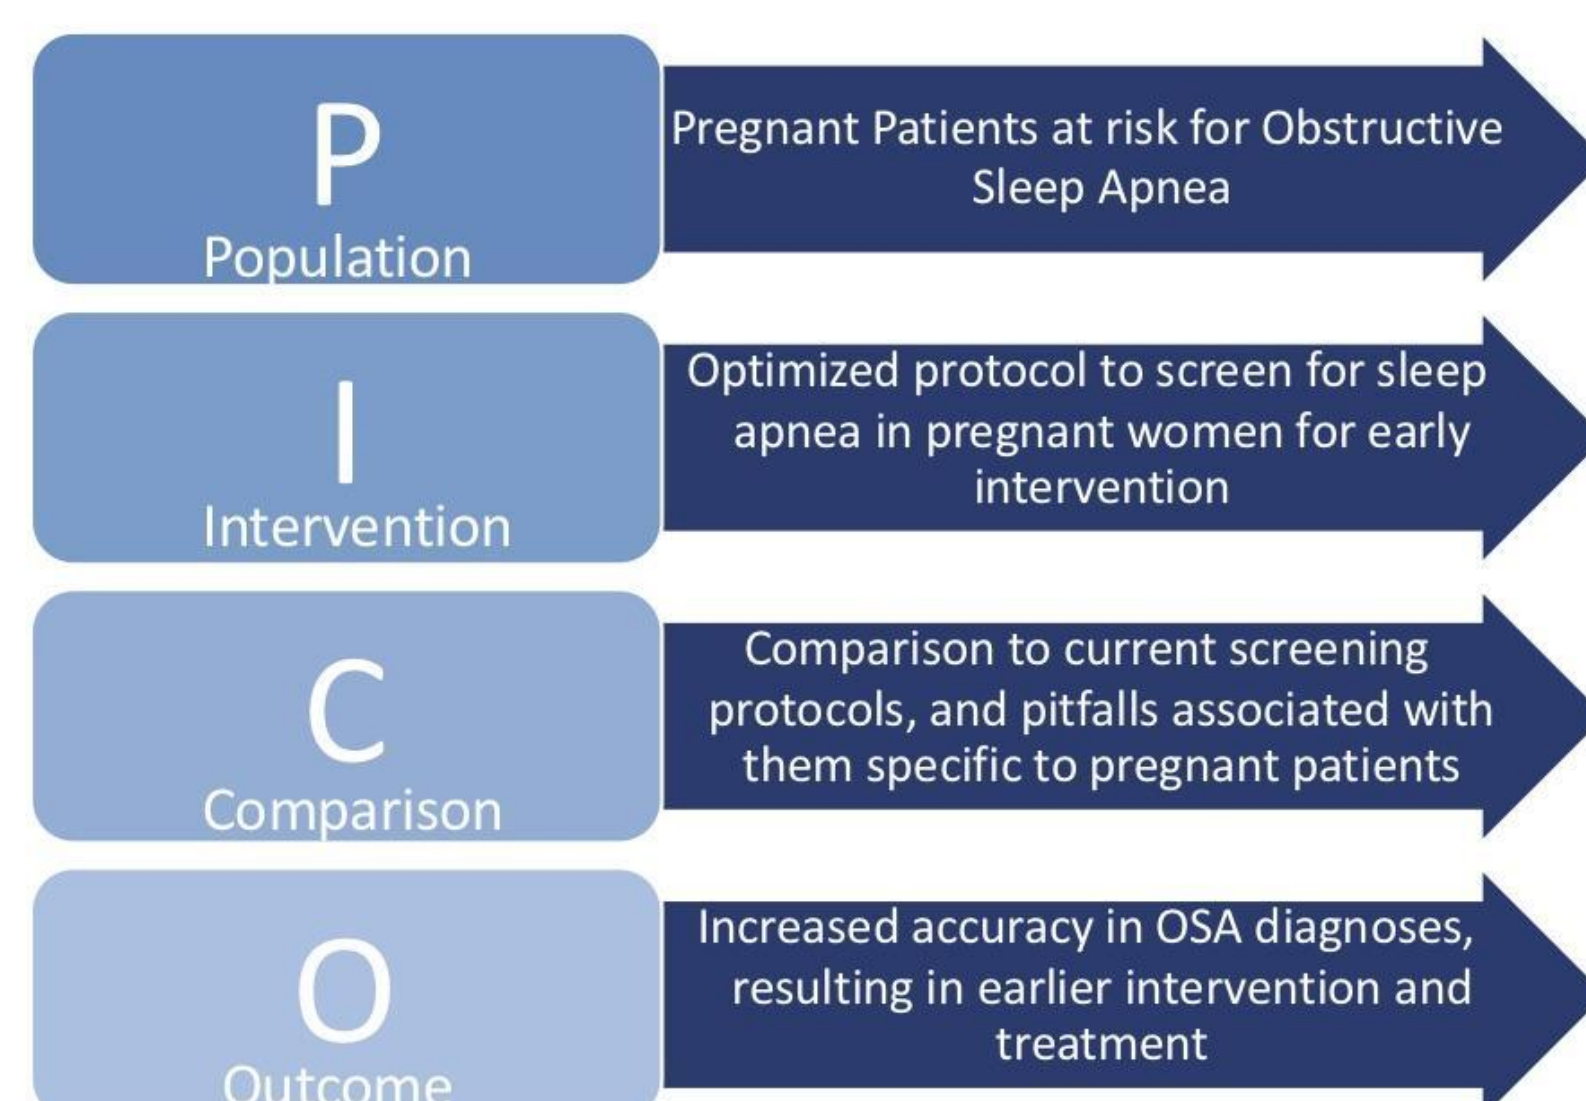 P
Population
Pregnant Patients at risk for Obstructive
Sleep Apnea
I
Intervention
Optimized protocol to screen for sleep
apnea in pregnant women for early
intervention
C
Comparison
Comparison to current screening
protocols, and pitfalls associated with
them specific to pregnant patients
O
Outcome
Increased accuracy in OSA diagnoses,
resulting in earlier intervention and
treatment